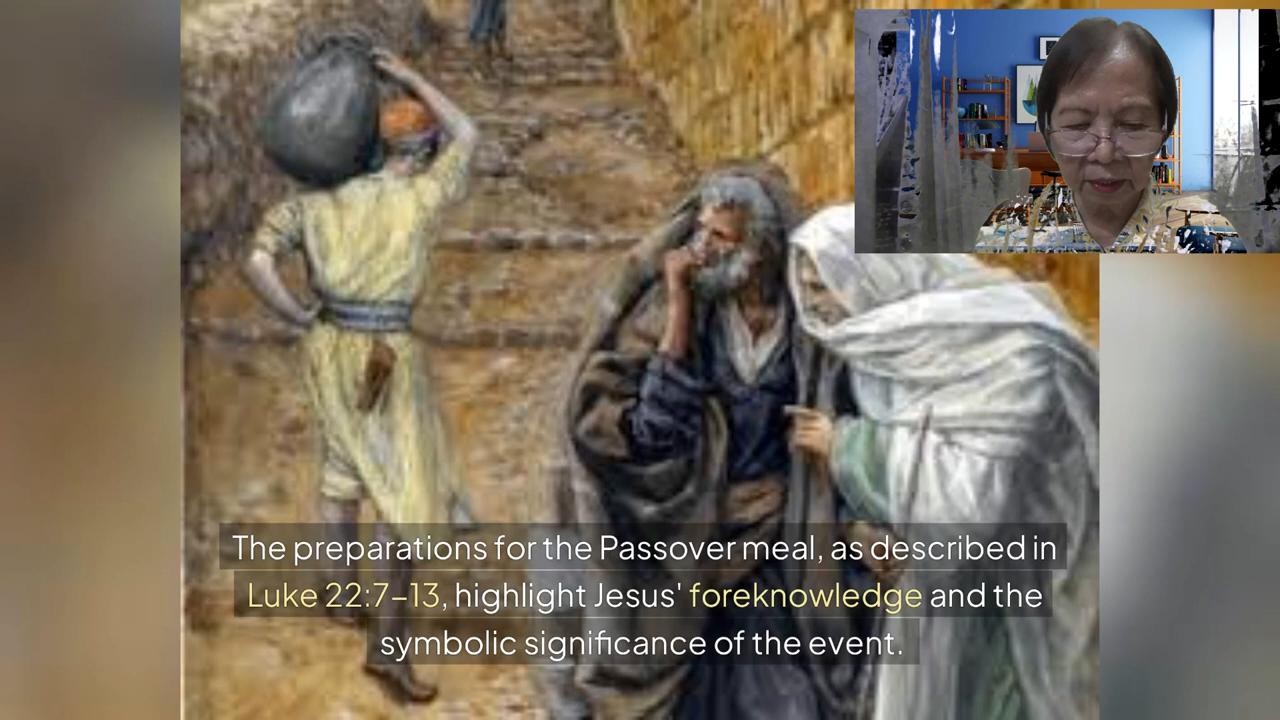 The preparations for the Passover meal, as described in
Luke 22:7–13, highlight Jesus' foreknowledge and the
symbolic significance of the event.